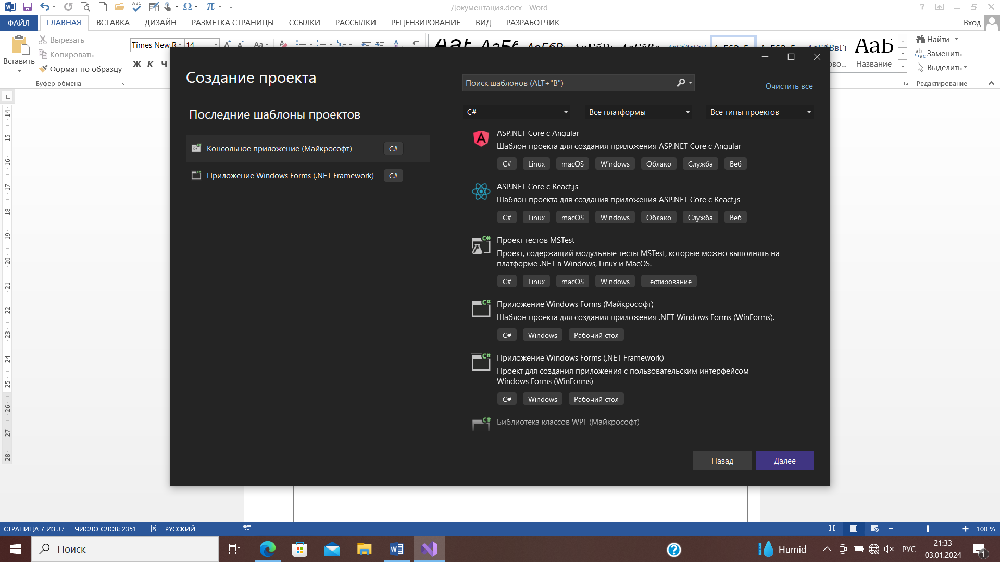 Документация.docx - Word
ФАЙЛ ГЛАВНАЯ ВСТАВКА ДИЗАЙН РАЗМЕТКА СТРАНИЦЫ ССЫЛКИ РАССЫЛКИ РЕЦЕНЗИРОВАНИЕ ВИД РАЗРАБОТЧИК Вход
Вставить
Вырезать
Копировать
Формат по образцу
Буфер обмена
Times New R 14
Ж К Ч
Название
Найти
Заменить
Выделить
Редактирование
Создание проекта
Поиск шаблонов (ALT+"В")
Очистить все
Последние шаблоны проектов
C# Все платформы Все типы проектов
Консольное приложение (Майкрософт) C#
Приложение Windows Forms (.NET Framework) C#
ASP.NET Core с Angular
Шаблон проекта для создания приложения ASP.NET Core с Angular
C# Linux macOS Windows Облако Служба Веб
ASP.NET Core с React.js
Шаблон проекта для создания приложения ASP.NET Core с React.js
C# Linux macOS Windows Облако Служба Веб
Проект тестов MSTest
Проект, содержащий модульные тесты MSTest, которые можно выполнять на
платформе .NET в Windows, Linux и MacOS.
C# Linux macOS Windows Тестирование
Приложение Windows Forms (Майкрософт)
Шаблон проекта для создания приложения .NET Windows Forms (WinForms).
C# Windows Рабочий стол
Приложение Windows Forms (.NET Framework)
Проект для создания приложения с пользовательским интерфейсом
Windows Forms (WinForms)
C# Windows Рабочий стол
Библиотека классов WPF (Майкрософт)
Назад Далее
14
15
16
17
18
19
20
21
22
23
24
25
26
27
28
СТРАНИЦА 7 ИЗ 37 ЧИСЛО СЛОВ: 2351 РУССКИЙ 100 %
Поиск
Humid
РУС
21:33
03.01.2024
1